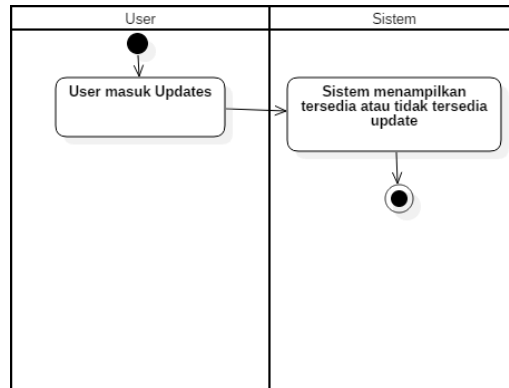 User
Sistem
User masuk Updates
Sistem menampilkan
tersedia atau tidak tersedia
update